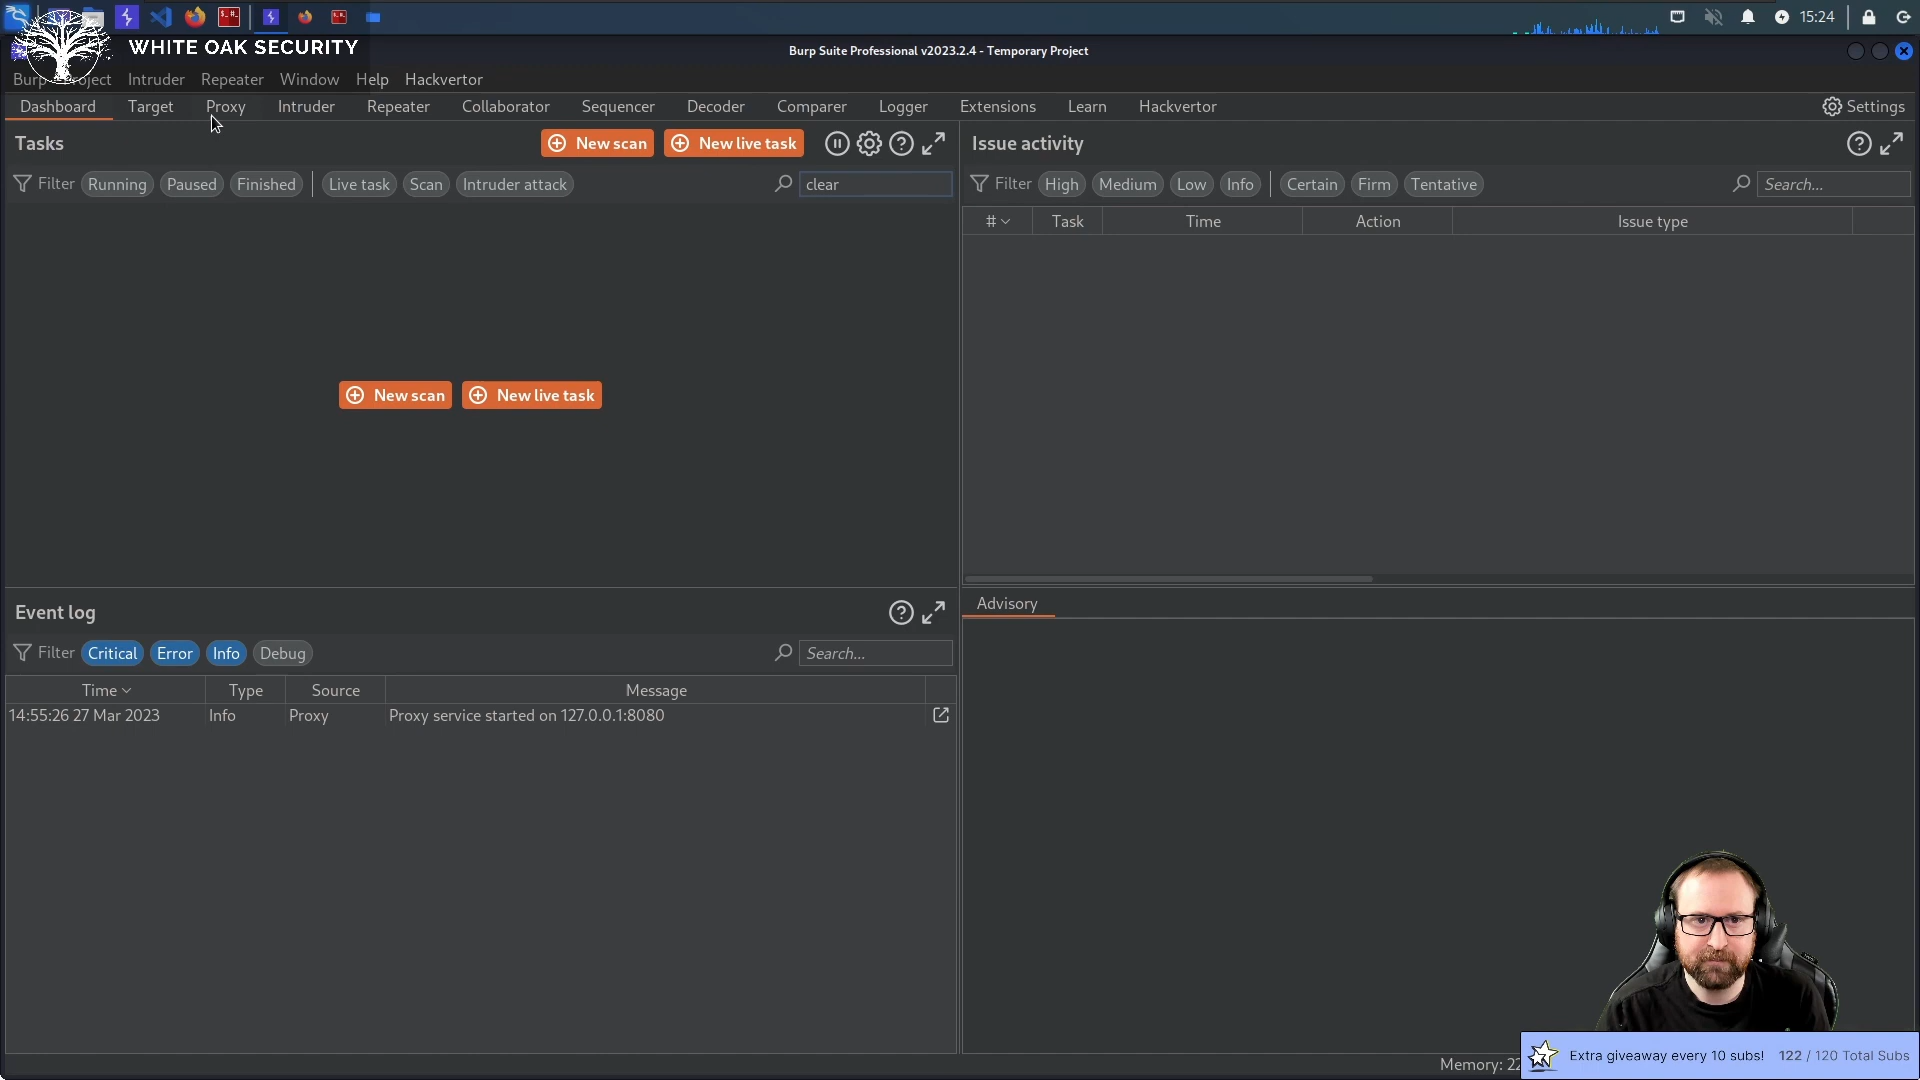 15:24
WHITE OAK SECURITY
Burp Suite Professional v2023.2.4 - Temporary Project
Burp Project Intruder Repeater Window Help Hackvertor
Dashboard Target Proxy Intruder Repeater Collaborator Sequencer Decoder Comparer Logger Extensions Learn Hackvertor Settings
Tasks New scan New live task
Filter Running Paused Finished Live task Scan Intruder attack clear
New scan New live task
Issue activity
Filter High Medium Low Info Certain Firm Tentative Search...
# Task Time Action Issue type
Event log
Filter Critical Error Info Debug Search...
Time Type Source Message
14:55:26 27 Mar 2023 Info Proxy Proxy service started on 127.0.0.1:8080
Advisory
Memory: 22
Extra giveaway every 10 subs! 122 / 120 Total Subs